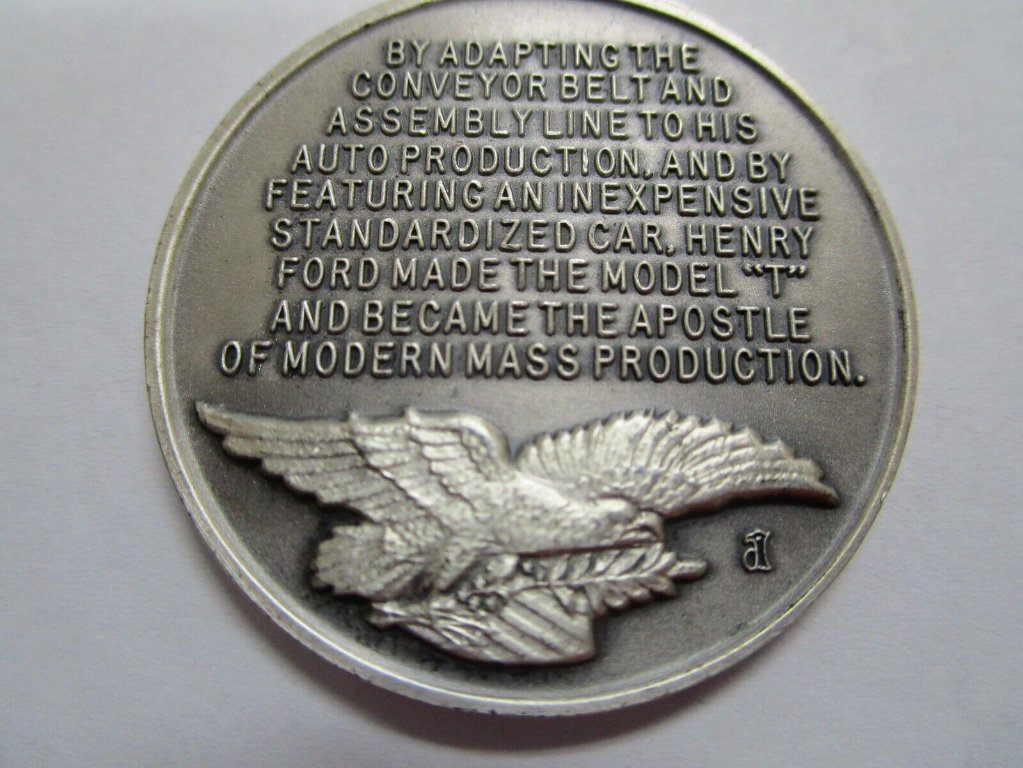 BY ADAPTING THE
CONVEYOR BELT AND
ASSEMBLY LINE TO HIS
AUTO PRODUCTION, AND BY
FEATURING AN INEXPENSIVE
STANDARDIZED CAR, HENRY
FORD MADE THE MODEL "T"
AND BECAME THE APOSTLE
OF MODERN MASS PRODUCTION.